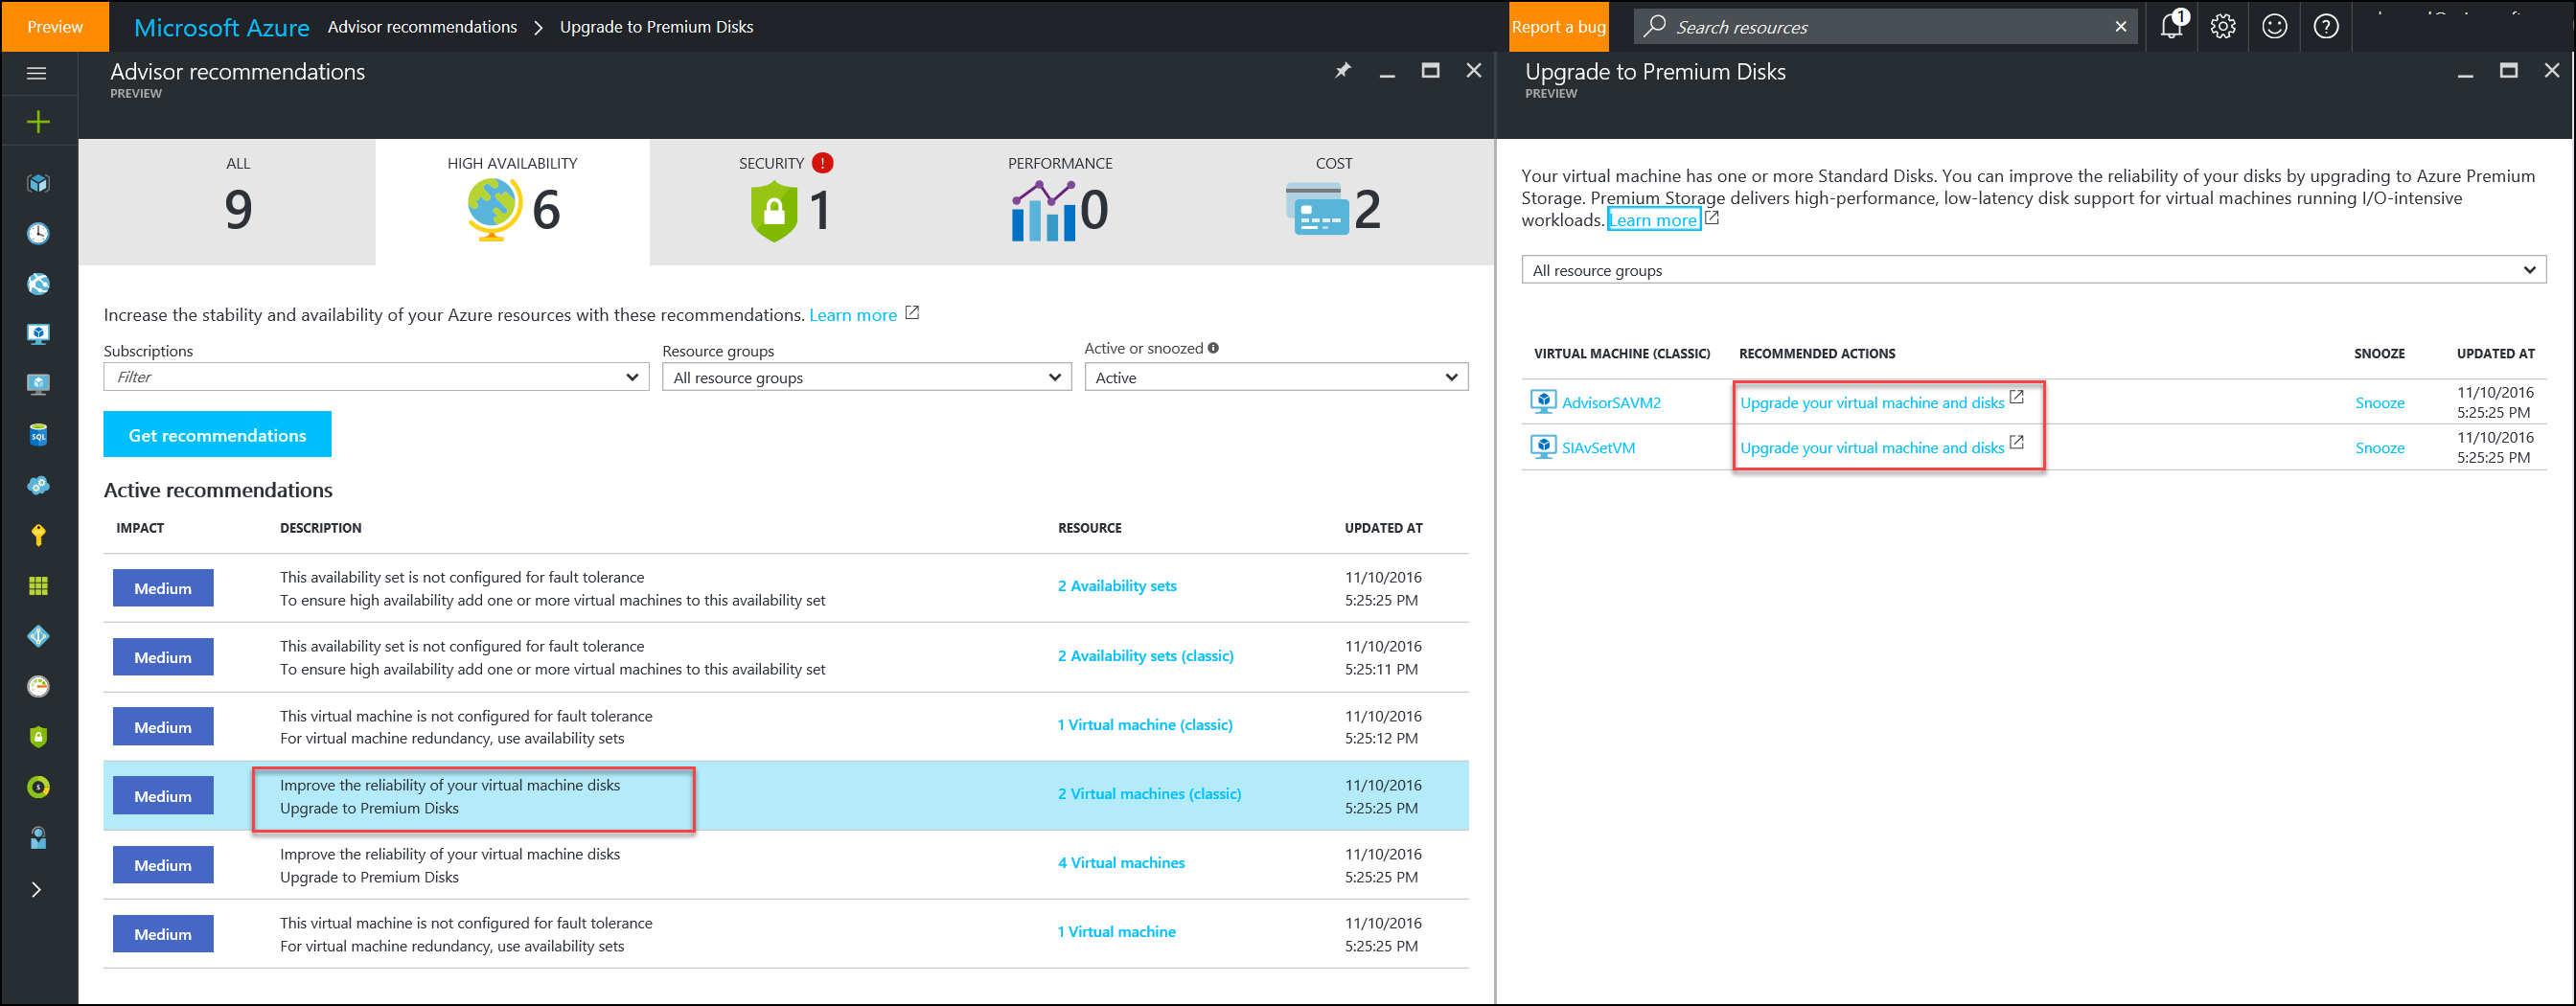 Preview
Microsoft Azure
Advisor recommendations > Upgrade to Premium Disks
Report a bug
Search resources
1
Advisor recommendations
PREVIEW
ALL
9
HIGH AVAILABILITY
6
SECURITY !
1
PERFORMANCE
0
COST
2
Increase the stability and availability of your Azure resources with these recommendations. Learn more
Subscriptions
Filter
Resource groups
All resource groups
Active or snoozed
Active
Get recommendations
Active recommendations
IMPACT DESCRIPTION RESOURCE UPDATED AT
Medium
This availability set is not configured for fault tolerance
To ensure high availability add one or more virtual machines to this availability set
2 Availability sets
11/10/2016
5:25:25 PM
Medium
This availability set is not configured for fault tolerance
To ensure high availability add one or more virtual machines to this availability set
2 Availability sets (classic)
11/10/2016
5:25:11 PM
Medium
This virtual machine is not configured for fault tolerance
For virtual machine redundancy, use availability sets
1 Virtual machine (classic)
11/10/2016
5:25:12 PM
Medium
Improve the reliability of your virtual machine disks
Upgrade to Premium Disks
2 Virtual machines (classic)
11/10/2016
5:25:25 PM
Medium
Improve the reliability of your virtual machine disks
Upgrade to Premium Disks
4 Virtual machines
11/10/2016
5:25:25 PM
Medium
This virtual machine is not configured for fault tolerance
For virtual machine redundancy, use availability sets
1 Virtual machine
11/10/2016
5:25:25 PM
Upgrade to Premium Disks
PREVIEW
Your virtual machine has one or more Standard Disks. You can improve the reliability of your disks by upgrading to Azure Premium
Storage. Premium Storage delivers high-performance, low-latency disk support for virtual machines running I/O-intensive
workloads. Learn more
All resource groups
VIRTUAL MACHINE (CLASSIC) RECOMMENDED ACTIONS SNOOZE UPDATED AT
AdvisorSAVM2 Upgrade your virtual machine and disks Snooze
11/10/2016
5:25:25 PM
SIAvSetVM Upgrade your virtual machine and disks Snooze
11/10/2016
5:25:25 PM
SQL